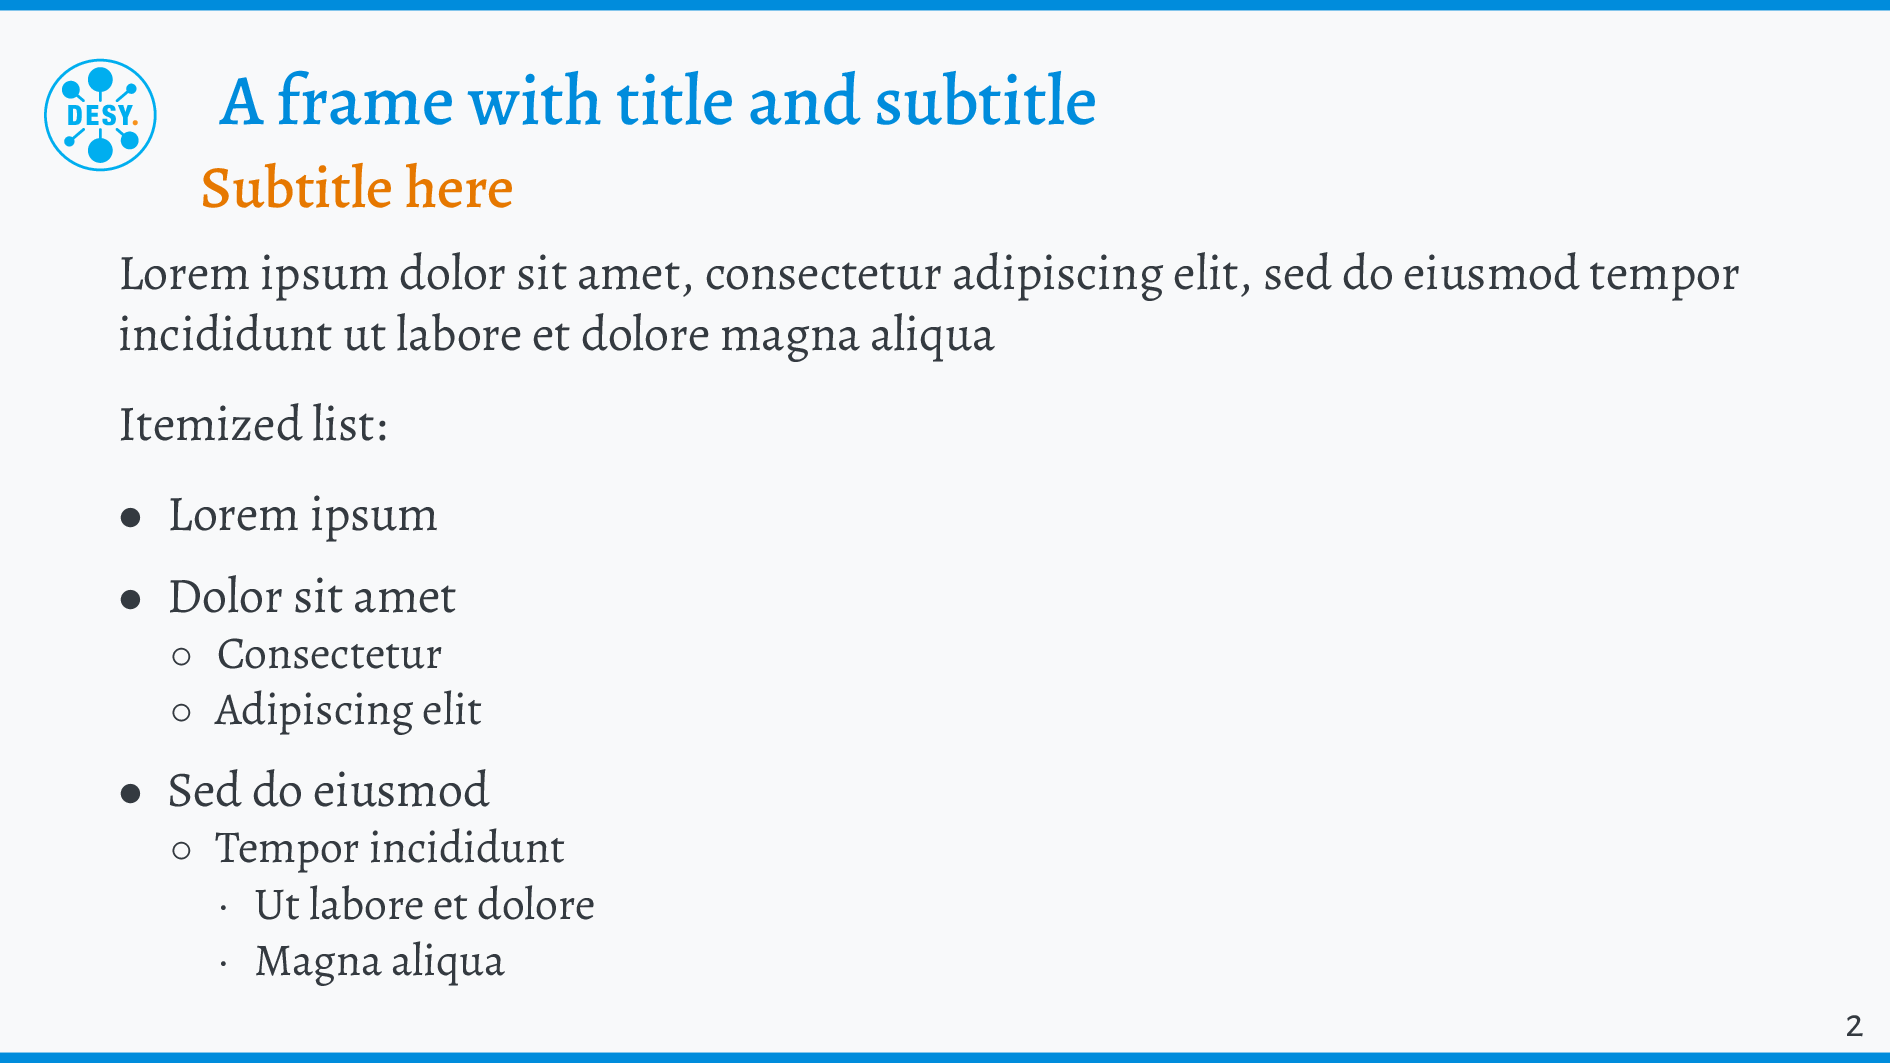 DESY.
A frame with title and subtitle
Subtitle here
Lorem ipsum dolor sit amet, consectetur adipiscing elit, sed do eiusmod tempor
incididunt ut labore et dolore magna aliqua
Itemized list:
● Lorem ipsum
● Dolor sit amet
○ Consectetur
○ Adipiscing elit
● Sed do eiusmod
○ Tempor incididunt
· Ut labore et dolore
· Magna aliqua
2